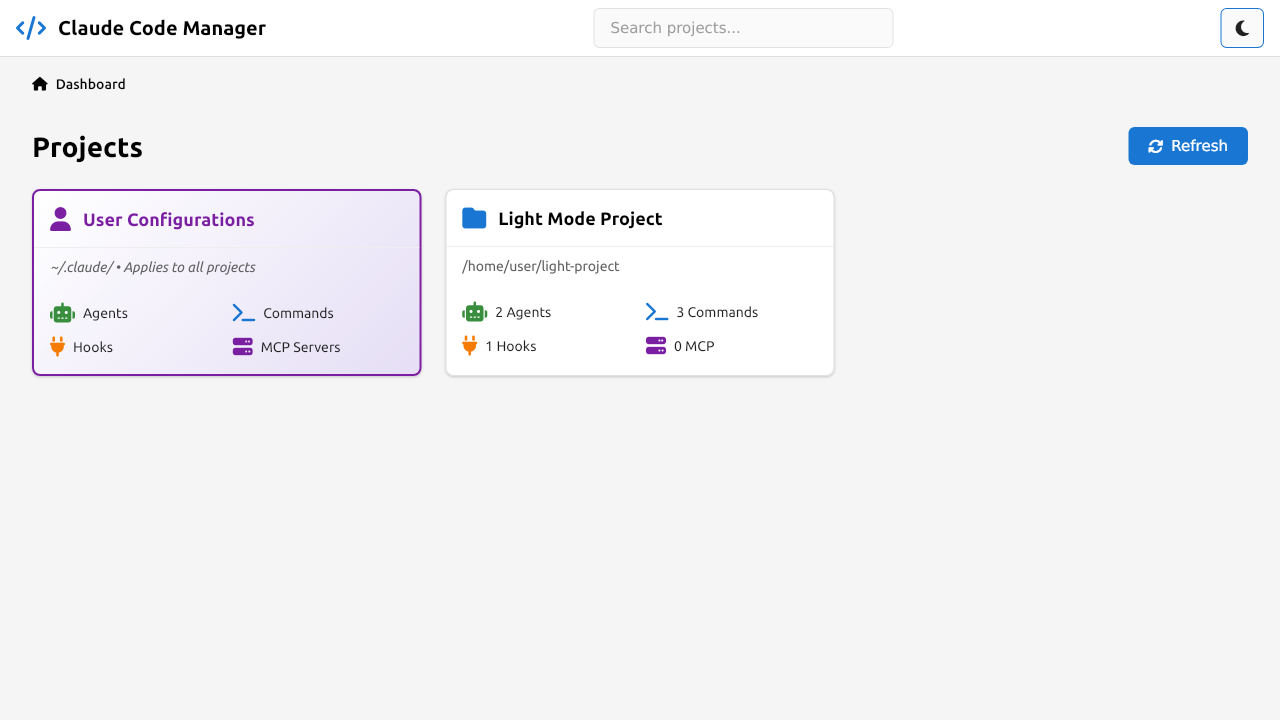 Claude Code Manager
Search projects...
Dashboard
Projects
Refresh
User Configurations
~/.claude/ • Applies to all projects
Agents
Commands
Hooks
MCP Servers
Light Mode Project
/home/user/light-project
2 Agents
3 Commands
1 Hooks
0 MCP